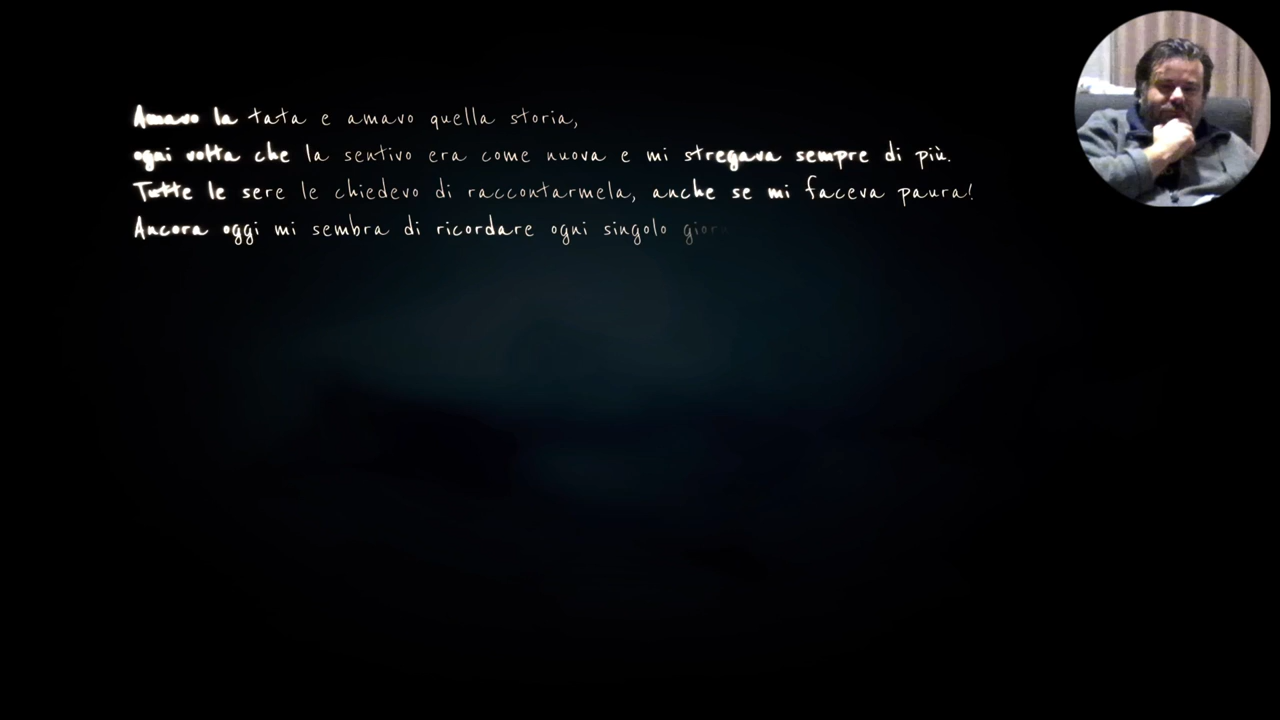 Amavo la tata e amavo quella storia,
ogni volta che la sentivo era come nuova e mi stregava sempre di più.
Tutte le sere le chiedevo di raccontarmela, anche se mi faceva paura!
Ancora oggi mi sembra di ricordare ogni singolo